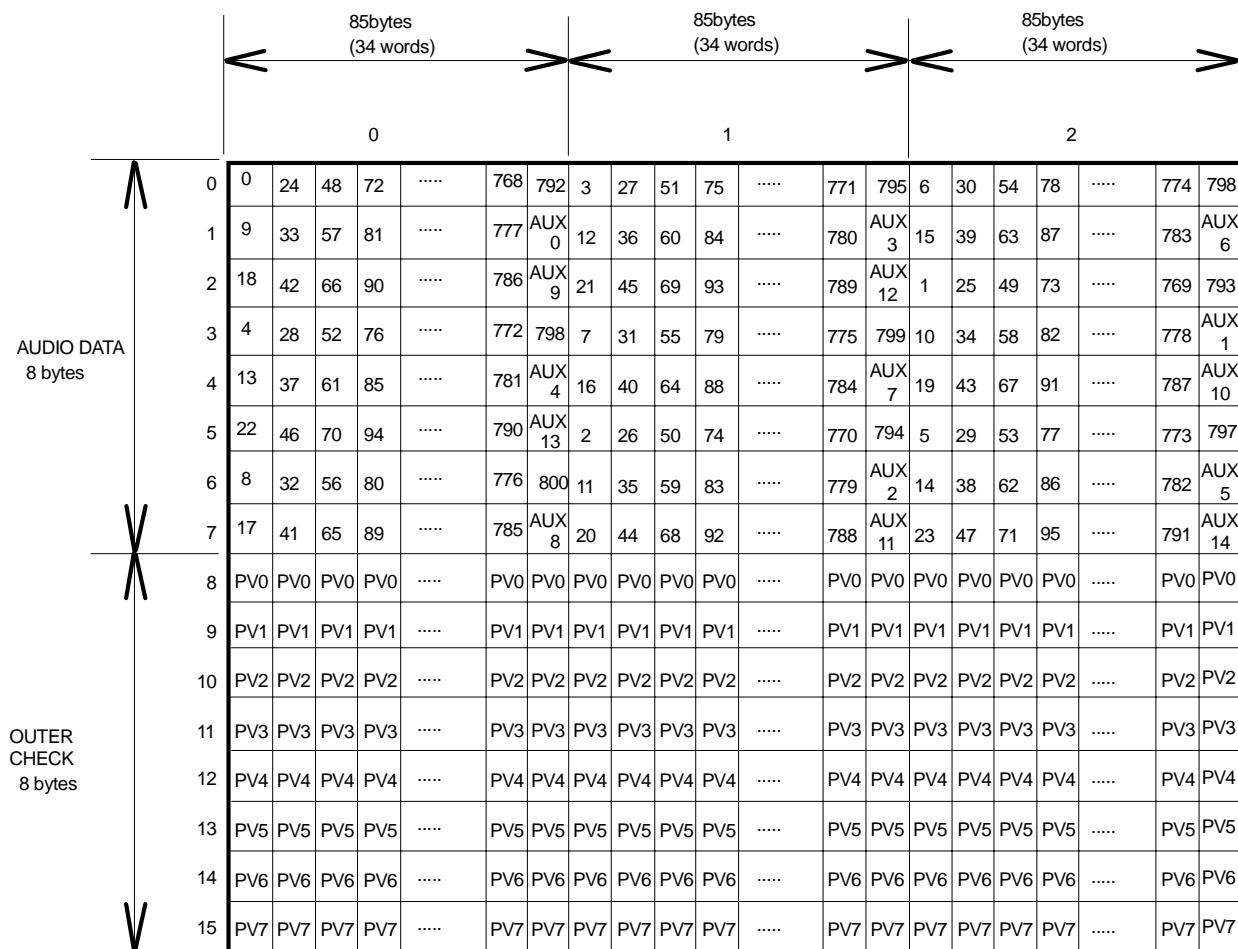 85bytes 85bytes 85bytes
(34 words) (34 words) (34 words)
0 1 2
0 0 24 48 72 ..... 768 792 3 27 51 75 ..... 771 795 6 30 54 78 ..... 774 798
1 9 33 57 81 ..... 777 AUX 0 12 36 60 84 ..... 780 AUX 3 15 39 63 87 ..... 783 AUX 6
2 18 42 66 90 ..... 786 AUX 9 21 45 69 93 ..... 789 AUX 12 1 25 49 73 ..... 769 793
3 4 28 52 76 ..... 772 798 7 31 55 79 ..... 775 799 10 34 58 82 ..... 778 AUX 1
AUDIO DATA
8 bytes
4 13 37 61 85 ..... 781 AUX 4 16 40 64 88 ..... 784 AUX 7 19 43 67 91 ..... 787 AUX 10
5 22 46 70 94 ..... 790 AUX 13 2 26 50 74 ..... 770 794 5 29 53 77 ..... 773 797
6 8 32 56 80 ..... 776 800 11 35 59 83 ..... 779 AUX 2 14 38 62 86 ..... 782 AUX 5
7 17 41 65 89 ..... 785 AUX 8 20 44 68 92 ..... 788 AUX 11 23 47 71 95 ..... 791 AUX 14
8 PV0 PV0 PV0 PV0 ..... PV0 PV0 PV0 PV0 PV0 PV0 ..... PV0 PV0 PV0 PV0 PV0 PV0 ..... PV0 PV0
9 PV1 PV1 PV1 PV1 ..... PV1 PV1 PV1 PV1 PV1 PV1 ..... PV1 PV1 PV1 PV1 PV1 PV1 ..... PV1 PV1
10 PV2 PV2 PV2 PV2 ..... PV2 PV2 PV2 PV2 PV2 PV2 ..... PV2 PV2 PV2 PV2 PV2 PV2 ..... PV2 PV2
11 PV3 PV3 PV3 PV3 ..... PV3 PV3 PV3 PV3 PV3 PV3 ..... PV3 PV3 PV3 PV3 PV3 PV3 ..... PV3 PV3
OUTER
CHECK
8 bytes
12 PV4 PV4 PV4 PV4 ..... PV4 PV4 PV4 PV4 PV4 PV4 ..... PV4 PV4 PV4 PV4 PV4 PV4 ..... PV4 PV4
13 PV5 PV5 PV5 PV5 ..... PV5 PV5 PV5 PV5 PV5 PV5 ..... PV5 PV5 PV5 PV5 PV5 PV5 ..... PV5 PV5
14 PV6 PV6 PV6 PV6 ..... PV6 PV6 PV6 PV6 PV6 PV6 ..... PV6 PV6 PV6 PV6 PV6 PV6 ..... PV6 PV6
15 PV7 PV7 PV7 PV7 ..... PV7 PV7 PV7 PV7 PV7 PV7 ..... PV7 PV7 PV7 PV7 PV7 PV7 ..... PV7 PV7